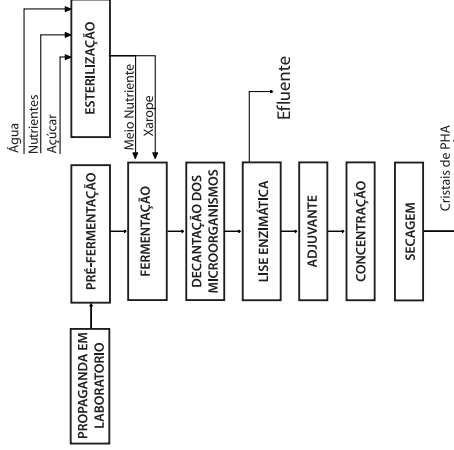 Água
Nutrientes
Açúcar
ESTERILIZAÇÃO
Meio Nutriente
Xarope
PROPAGANDA EM
LABORATORIO
PRÉ-FERMENTAÇÃO
FERMENTAÇÃO
DECANTAÇÃO DOS
MICROORGANISMOS
LISE ENZIMÁTICA
Efluente
ADJUVANTE
CONCENTRAÇÃO
SECAGEM
Cristais de PHA